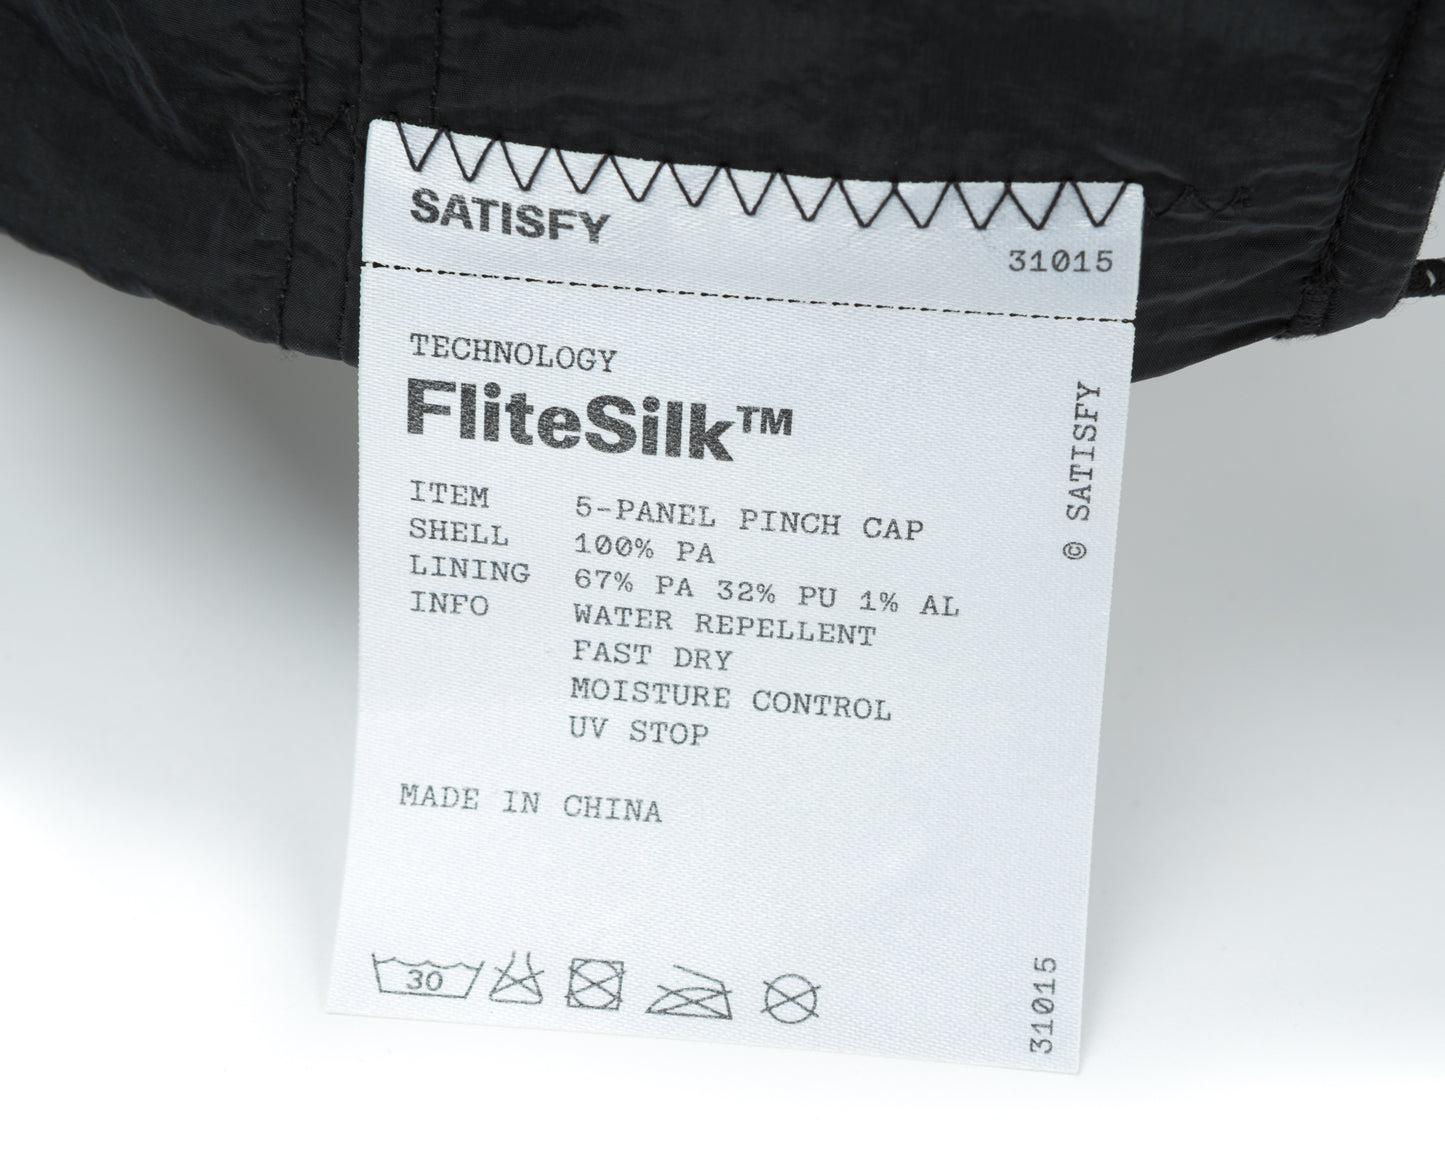 SATISFY
31015
TECHNOLOGY
FliteSilk™
ITEM 5-PANEL PINCH CAP
SHELL 100% PA
LINING 67% PA 32% PU 1% AL
INFO WATER REPELLENT
FAST DRY
MOISTURE CONTROL
UV STOP
MADE IN CHINA
30
© SATISFY
31015